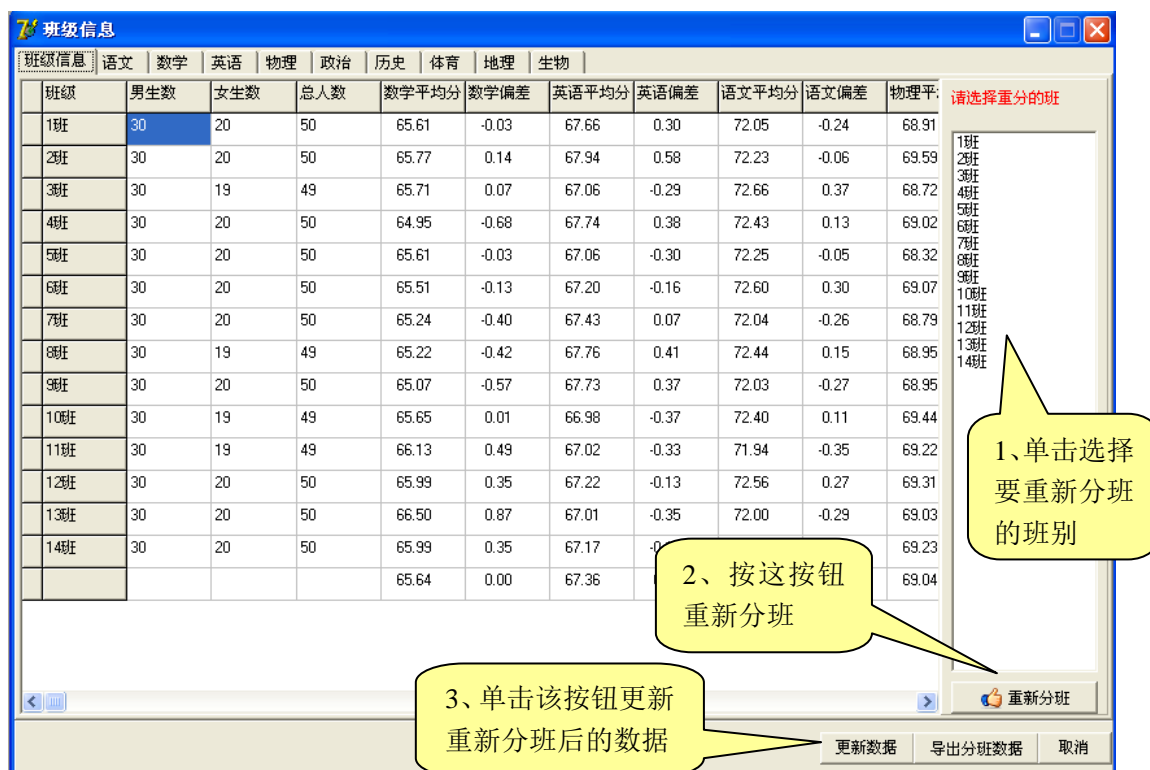 班级信息
班级信息 语文 数学 英语 物理 政治 历史 体育 地理 生物
班级 男生数 女生数 总人数 数学平均分 数学偏差 英语平均分 英语偏差 语文平均分 语文偏差 物理平
请选择重分的班
1班 30 20 50 65.61 -0.03 67.66 0.30 72.05 -0.24 68.91
2班 30 20 50 65.77 0.14 67.94 0.58 72.23 -0.06 69.59
3班 30 19 49 65.71 0.07 67.06 -0.29 72.66 0.37 68.72
4班 30 20 50 64.95 -0.68 67.74 0.38 72.43 0.13 69.02
5班 30 20 50 65.61 -0.03 67.06 -0.30 72.25 -0.05 68.32
6班 30 20 50 65.51 -0.13 67.20 -0.16 72.60 0.30 69.07
7班 30 20 50 65.24 -0.40 67.43 0.07 72.04 -0.26 68.79
8班 30 19 49 65.22 -0.42 67.76 0.41 72.44 0.15 68.95
9班 30 20 50 65.07 -0.57 67.73 0.37 72.03 -0.27 68.95
10班 30 19 49 65.65 0.01 66.98 -0.37 72.40 0.11 69.44
11班 30 19 49 66.13 0.49 67.02 -0.33 71.94 -0.35 69.22
12班 30 20 50 65.99 0.35 67.22 -0.13 72.56 0.27 69.31
13班 30 20 50 66.50 0.87 67.01 -0.35 72.00 -0.29 69.03
14班 30 20 50 65.99 0.35 67.17 69.23
65.64 0.00 67.36 69.04
1班
2班
3班
4班
5班
6班
7班
8班
9班
10班
11班
12班
13班
14班
1、单击选择
要重新分班
的班别
2、按这按钮
重新分班
重新分班
3、单击该按钮更新
重新分班后的数据
更新数据 导出分班数据 取消